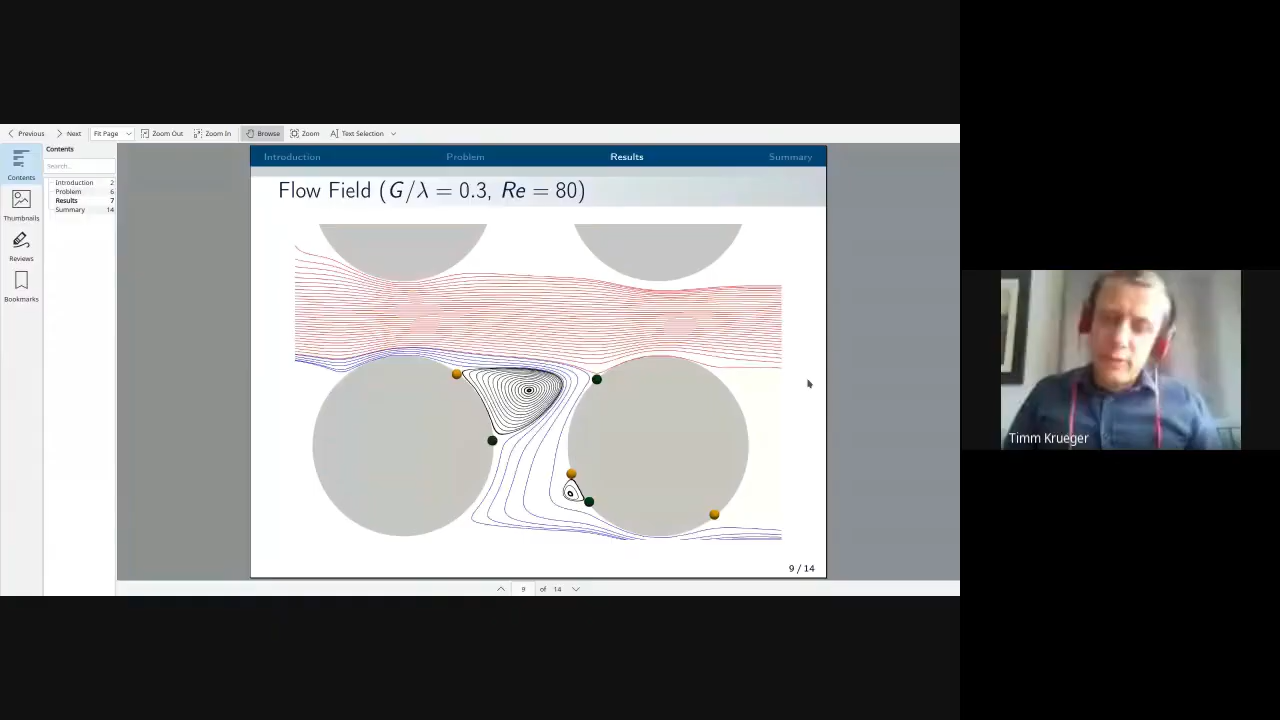 Previous Next Fit Page Zoom Out Zoom In Browse Zoom Text Selection
Contents
Search...
Introduction 2
Problem 6
Results 7
Summary 14
Contents
Thumbnails
Reviews
Bookmarks
Introduction Problem Results Summary
Flow Field (G/λ = 0.3, Re = 80)
9 / 14
9 of 14
Timm Krueger